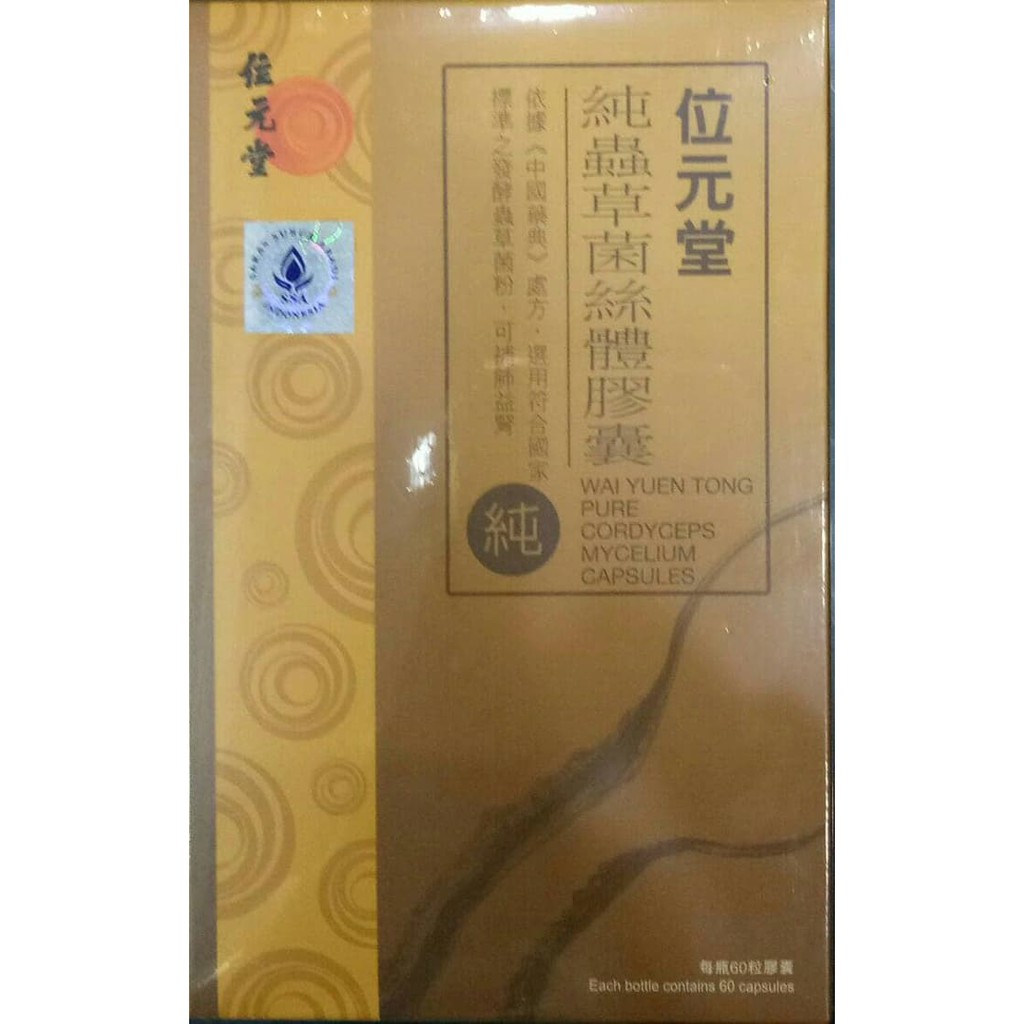 位元堂
位元堂
純蟲草菌絲體膠囊
依據《中國藥典》處方，選用符合國家
標準之發酵蟲草菌粉，可補肺益腎
純
WAI YUEN TONG
PURE
CORDYCEPS
MYCELIUM
CAPSULES
SSA
INDONESIA
每瓶60粒膠囊
Each bottle contains 60 capsules